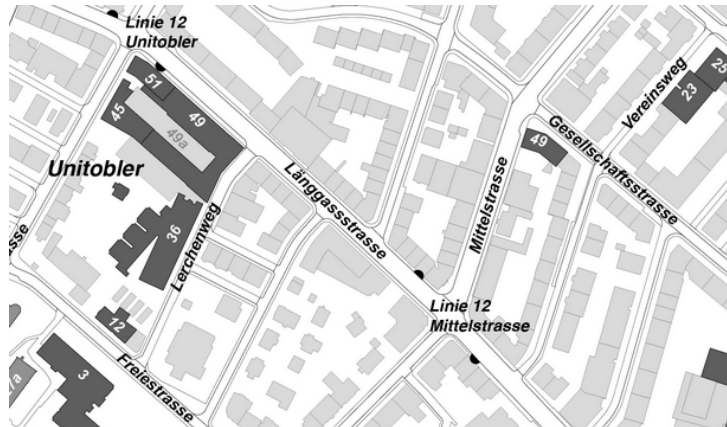 Linie 12
Unitobler
51
45
49
49a
Unitobler
36
Lerchenweg
12
Freiestrasse
3
Länggassstrasse
Linie 12
Mittelstrasse
Mittelstrasse
49
Gesellschaftsstrasse
Vereinsweg
23
25